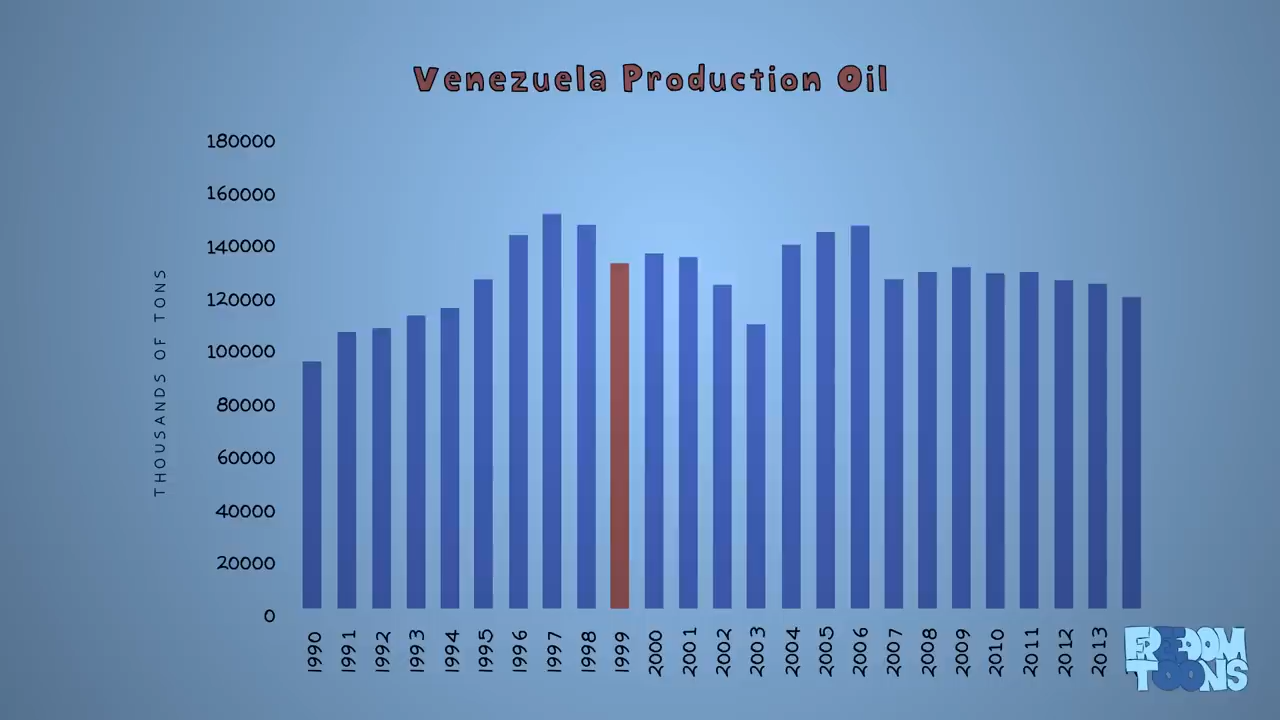 Venezuela Production Oil
180000
160000
140000
120000
100000
80000
60000
40000
20000
0
THOUSANDS OF TONS
1990 1991 1992 1993 1994 1995 1996 1997 1998 1999 2000 2001 2002 2003 2004 2005 2006 2007 2008 2009 2010 2011 2012 2013
FREEDOM
TOONS